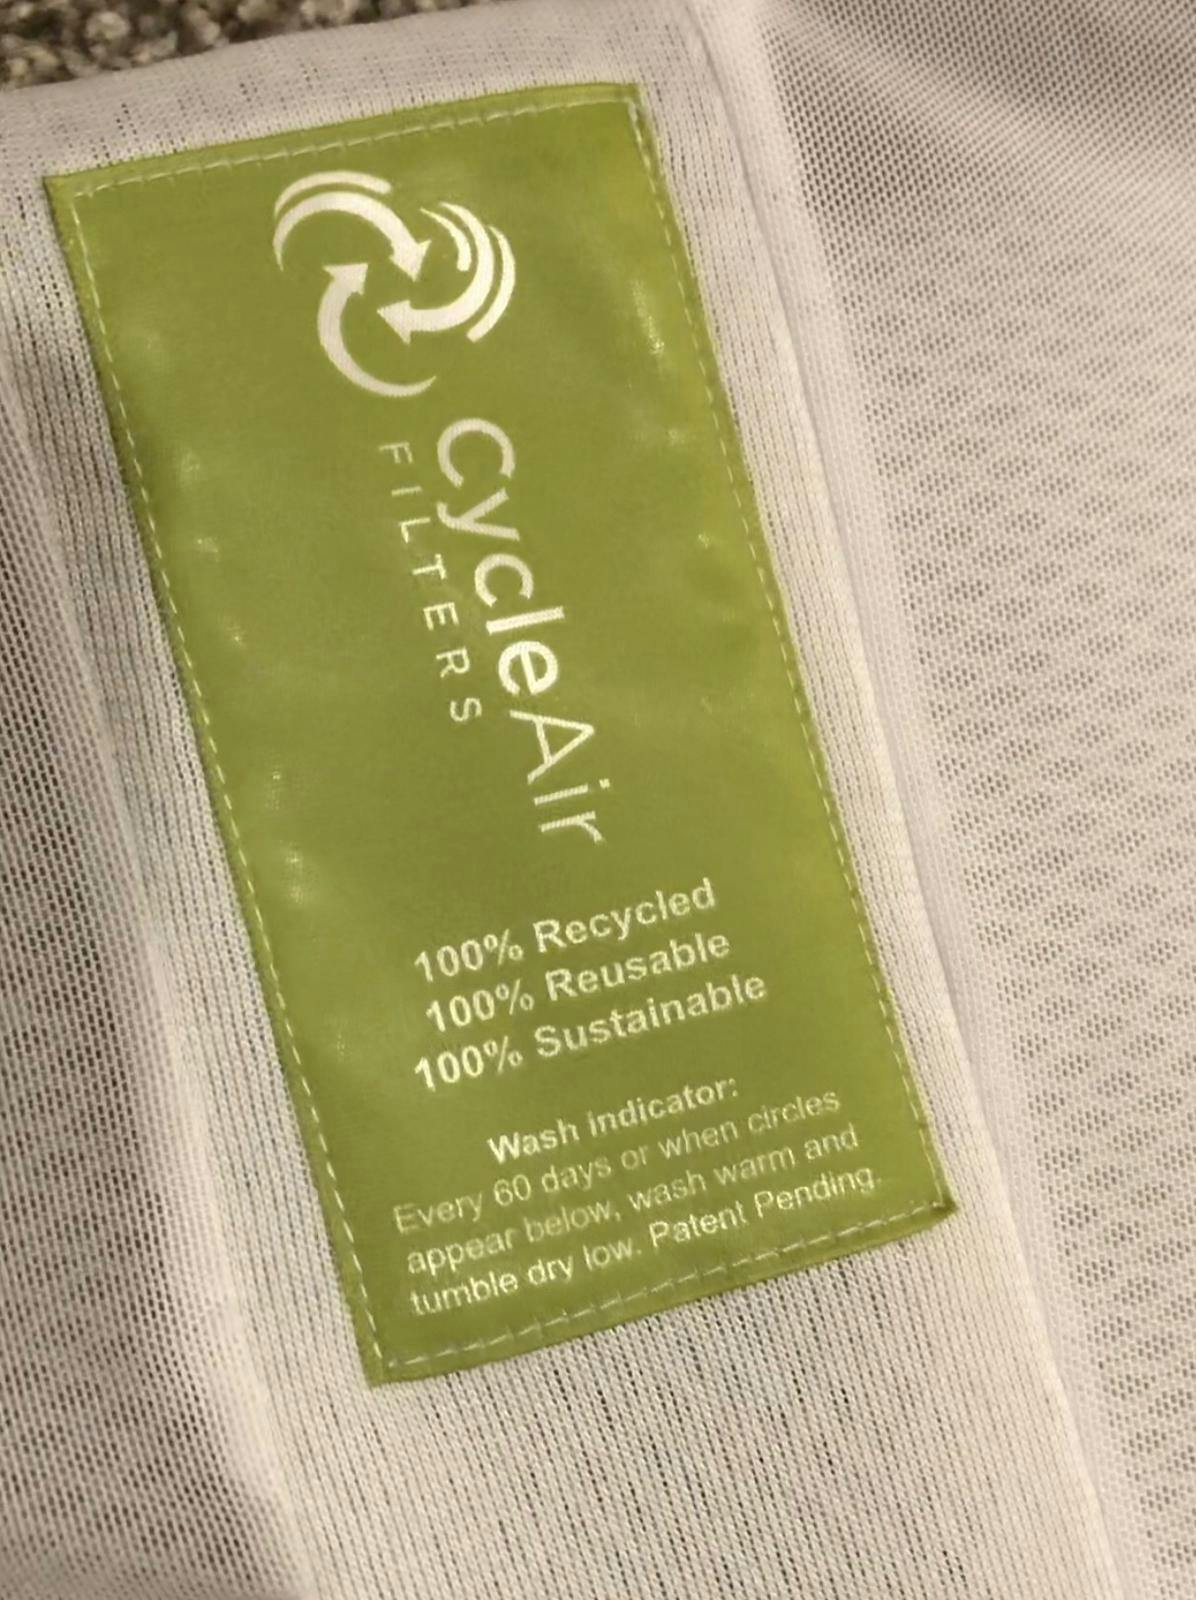 CycleAir
FILTERS
100% Recycled
100% Reusable
100% Sustainable
Wash indicator:
Every 60 days or when circles
appear below, wash warm and
tumble dry low. Patent Pending.